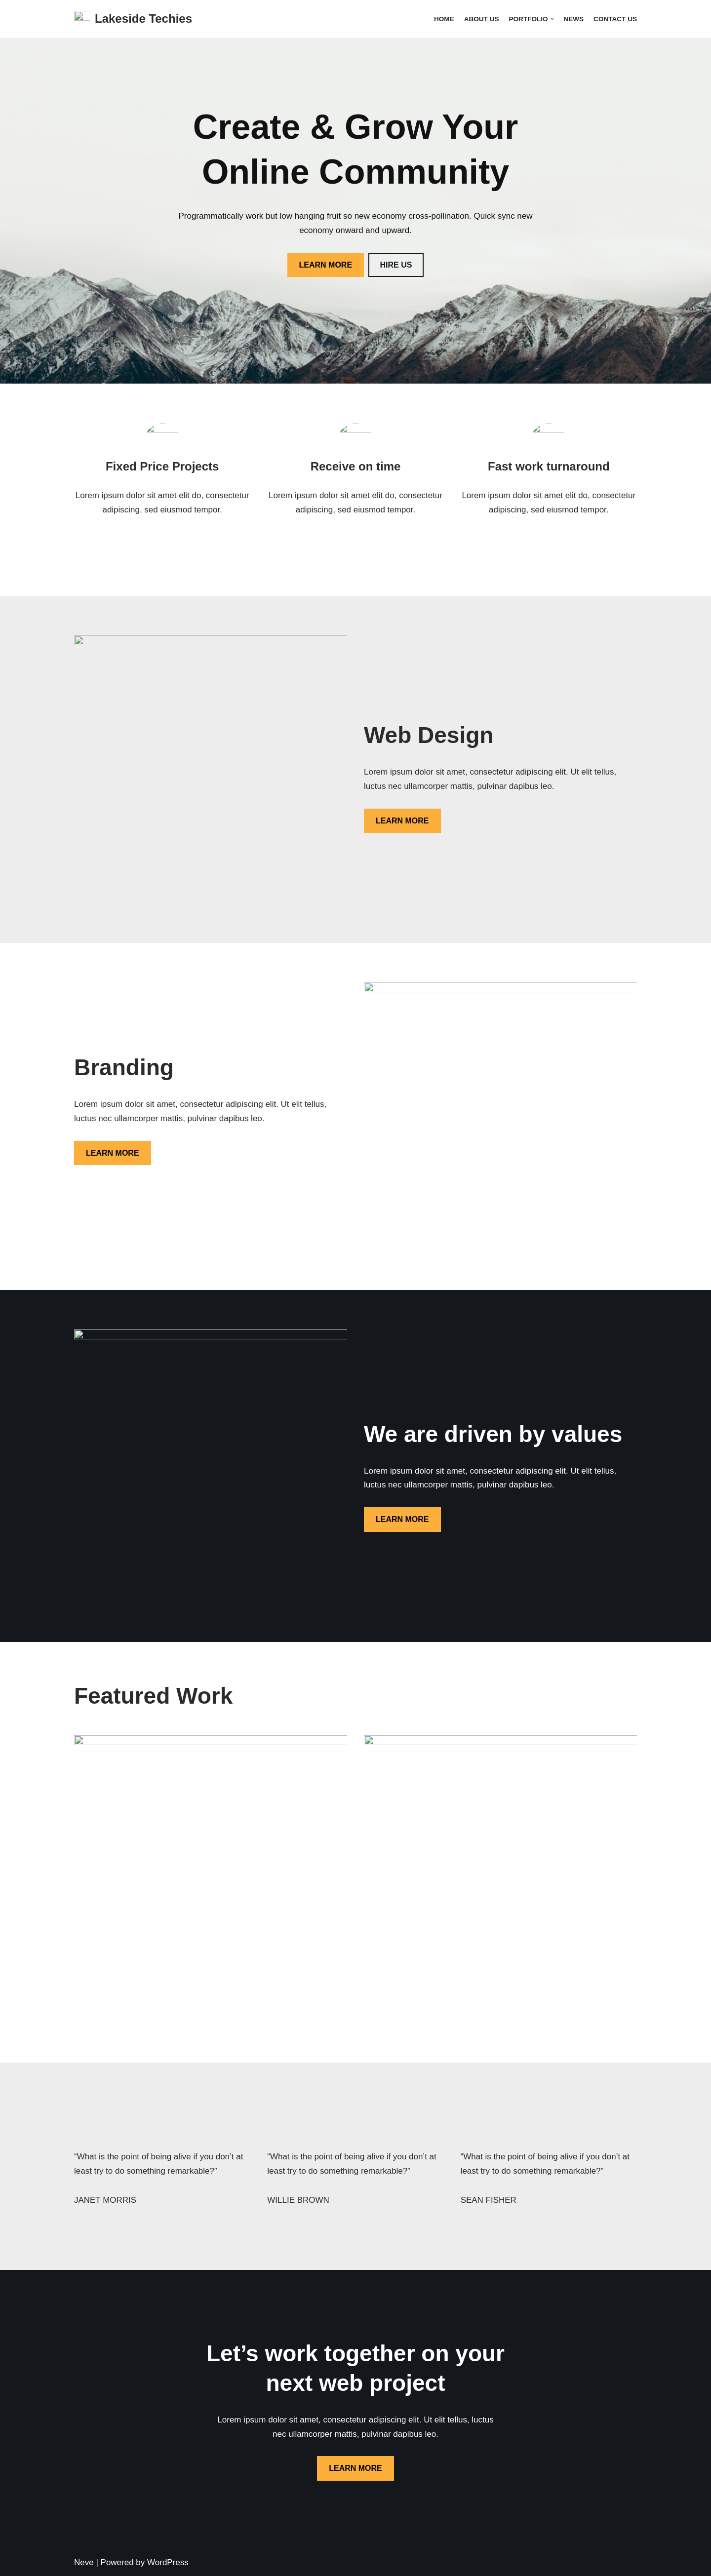 Lakeside Techies
HOME ABOUT US PORTFOLIO NEWS CONTACT US
Create & Grow Your
Online Community
Programmatically work but low hanging fruit so new economy cross-pollination. Quick sync new
economy onward and upward.
LEARN MORE HIRE US
Fixed Price Projects
Lorem ipsum dolor sit amet elit do, consectetur
adipiscing, sed eiusmod tempor.
Receive on time
Lorem ipsum dolor sit amet elit do, consectetur
adipiscing, sed eiusmod tempor.
Fast work turnaround
Lorem ipsum dolor sit amet elit do, consectetur
adipiscing, sed eiusmod tempor.
Web Design
Lorem ipsum dolor sit amet, consectetur adipiscing elit. Ut elit tellus,
luctus nec ullamcorper mattis, pulvinar dapibus leo.
LEARN MORE
Branding
Lorem ipsum dolor sit amet, consectetur adipiscing elit. Ut elit tellus,
luctus nec ullamcorper mattis, pulvinar dapibus leo.
LEARN MORE
We are driven by values
Lorem ipsum dolor sit amet, consectetur adipiscing elit. Ut elit tellus,
luctus nec ullamcorper mattis, pulvinar dapibus leo.
LEARN MORE
Featured Work
“What is the point of being alive if you don’t at
least try to do something remarkable?”
JANET MORRIS
“What is the point of being alive if you don’t at
least try to do something remarkable?”
WILLIE BROWN
“What is the point of being alive if you don’t at
least try to do something remarkable?”
SEAN FISHER
Let’s work together on your
next web project
Lorem ipsum dolor sit amet, consectetur adipiscing elit. Ut elit tellus, luctus
nec ullamcorper mattis, pulvinar dapibus leo.
LEARN MORE
Neve | Powered by WordPress